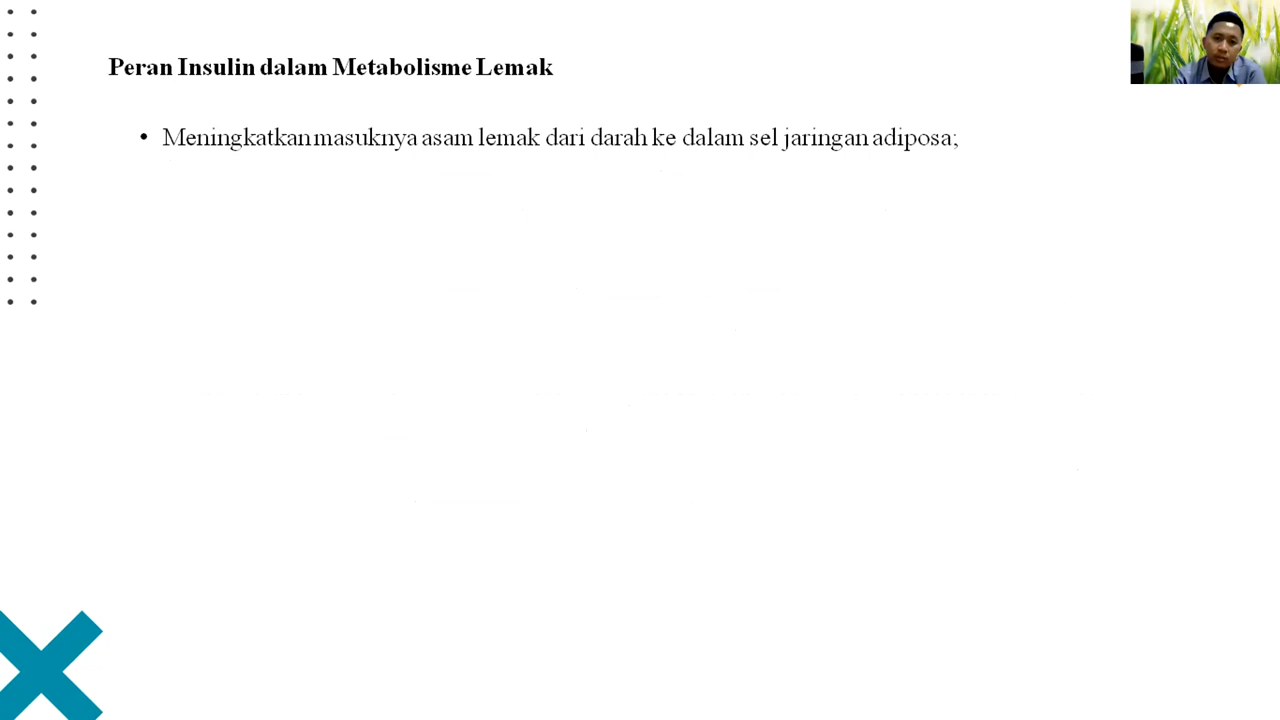 Peran Insulin dalam Metabolisme Lemak
• Meningkatkan masuknya asam lemak dari darah ke dalam sel jaringan adiposa;